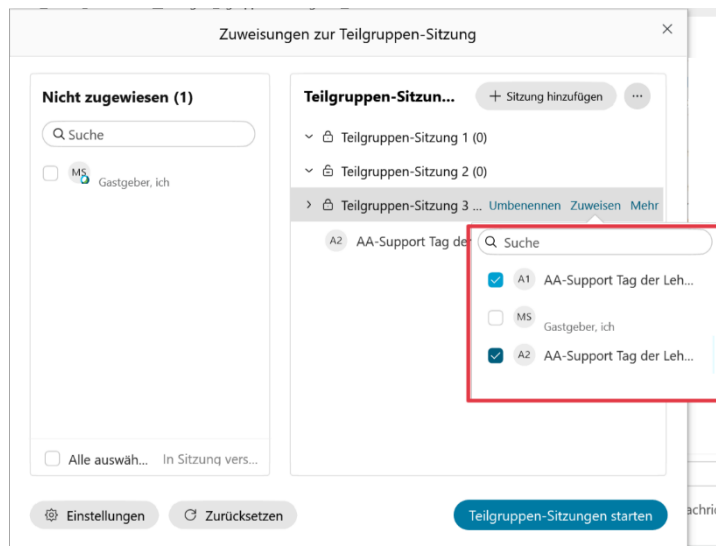 Zuweisungen zur Teilgruppen-Sitzung
Nicht zugewiesen (1)
Suche
MS
Gastgeber, ich
Alle auswäh... In Sitzung vers...
Teilgruppen-Sitzun... + Sitzung hinzufügen ...
Teilgruppen-Sitzung 1 (0)
Teilgruppen-Sitzung 2 (0)
Teilgruppen-Sitzung 3 ... Umbenennen Zuweisen Mehr
A2 AA-Support Tag de
Suche
A1 AA-Support Tag der Leh...
MS
Gastgeber, ich
A2 AA-Support Tag der Leh...
Einstellungen Zurücksetzen Teilgruppen-Sitzungen starten